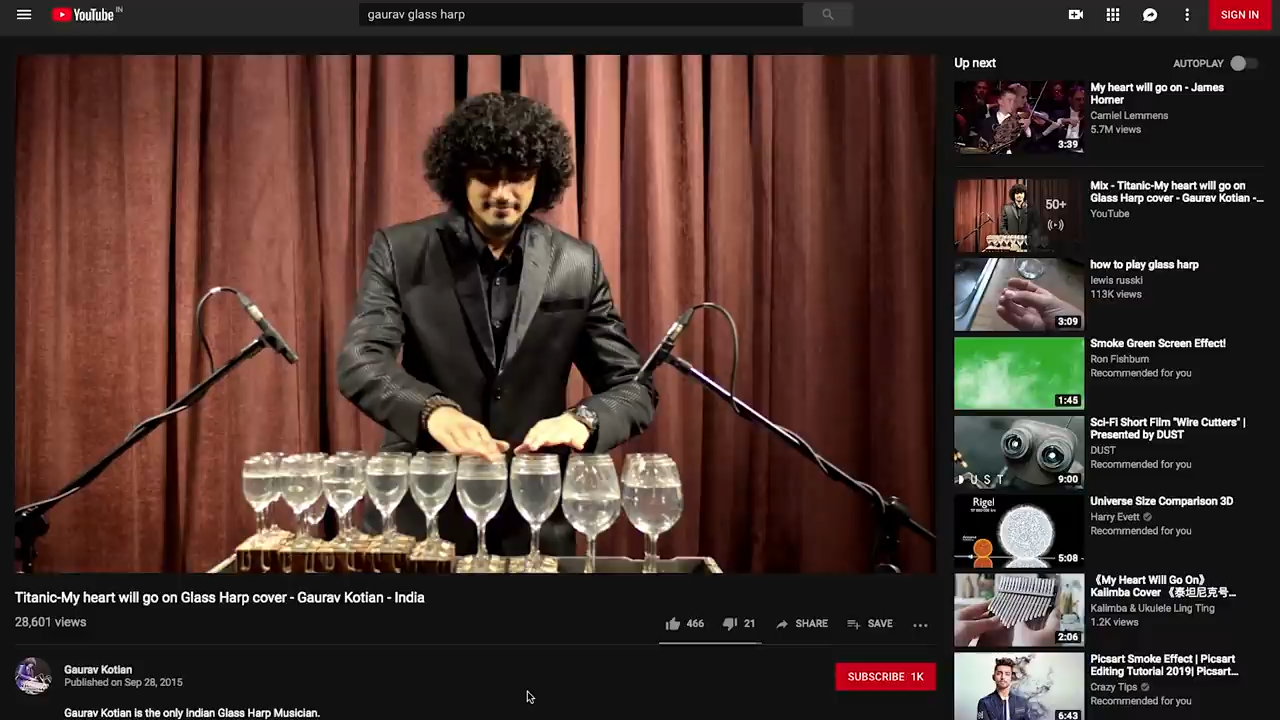 YouTube IN
gaurav glass harp
SIGN IN
Titanic-My heart will go on Glass Harp cover - Gaurav Kotian - India
28,601 views
466
21
SHARE
SAVE
Gaurav Kotian
Published on Sep 28, 2015
SUBSCRIBE 1K
Gaurav Kotian is the only Indian Glass Harp Musician.
Up next
AUTOPLAY
My heart will go on - James
Horner
Carniel Lemmens
5.7M views
3:39
Mix - Titanic-My heart will go on
Glass Harp cover - Gaurav Kotian -...
YouTube
50+
how to play glass harp
lewis russki
113K views
3:09
Smoke Green Screen Effect!
Ron Fishburn
Recommended for you
1:45
Sci-Fi Short Film "Wire Cutters" |
Presented by DUST
DUST
Recommended for you
DUST
9:00
Universe Size Comparison 3D
Harry Evett
Recommended for you
Rigel
5:08
《My Heart Will Go On》
Kalimba Cover 《泰坦尼克号...
Kalimba & Ukulele Ling Ting
1.2K views
2:06
Picsart Smoke Effect | Picsart
Editing Tutorial 2019| Picsart...
Crazy Tips
Recommended for you
6:43